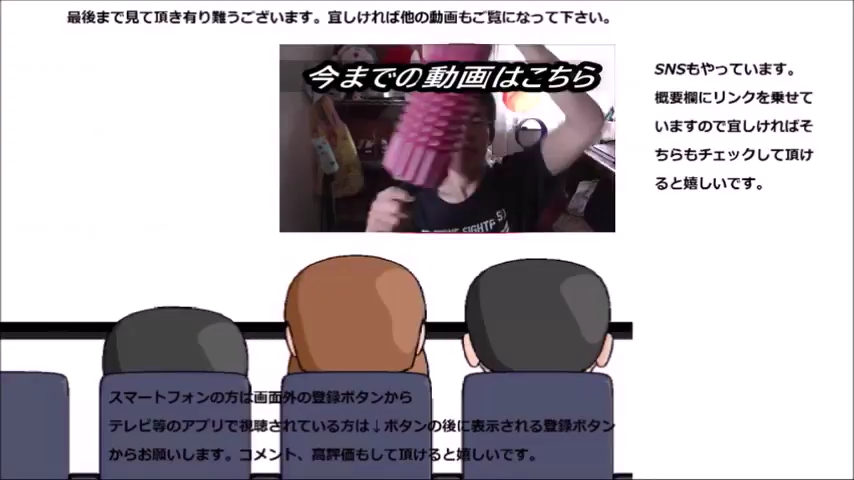 最後まで見て頂き有り難うございます。宜しければ他の動画もご覧になって下さい。
今までの動画はこちら
SNSもやっています。
概要欄にリンクを乗せて
いますので宜しければそ
ちらもチェックして頂け
ると嬉しいです。
スマートフォンの方は画面外の登録ボタンから
テレビ等のアプリで視聴されている方は↓ボタンの後に表示される登録ボタン
からお願いします。コメント、高評価もして頂けると嬉しいです。